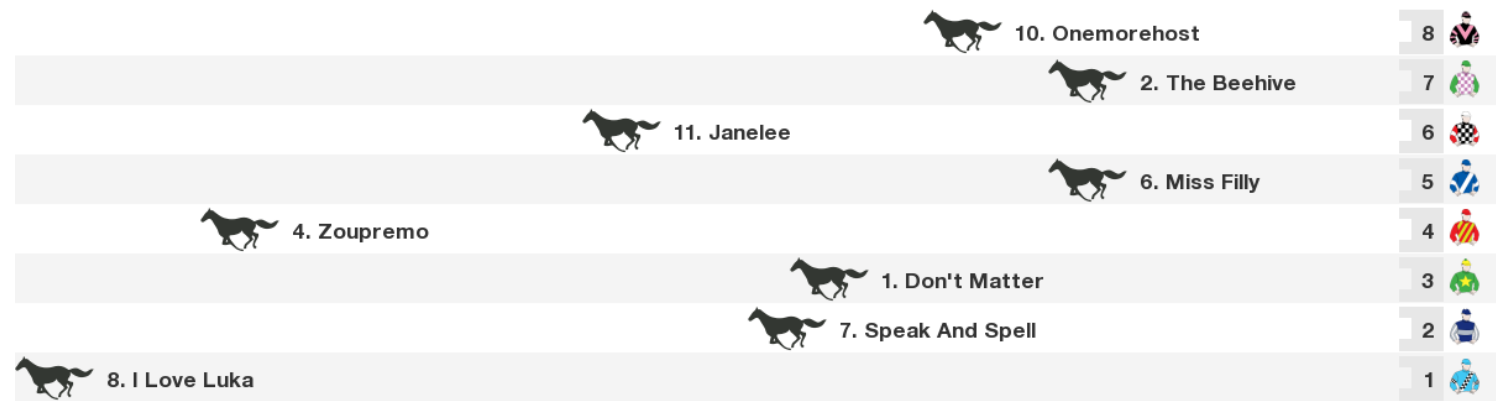 10. Onemorehost 8
2. The Beehive 7
11. Janelee 6
6. Miss Filly 5
4. Zoupremo 4
1. Don't Matter 3
7. Speak And Spell 2
8. I Love Luka 1